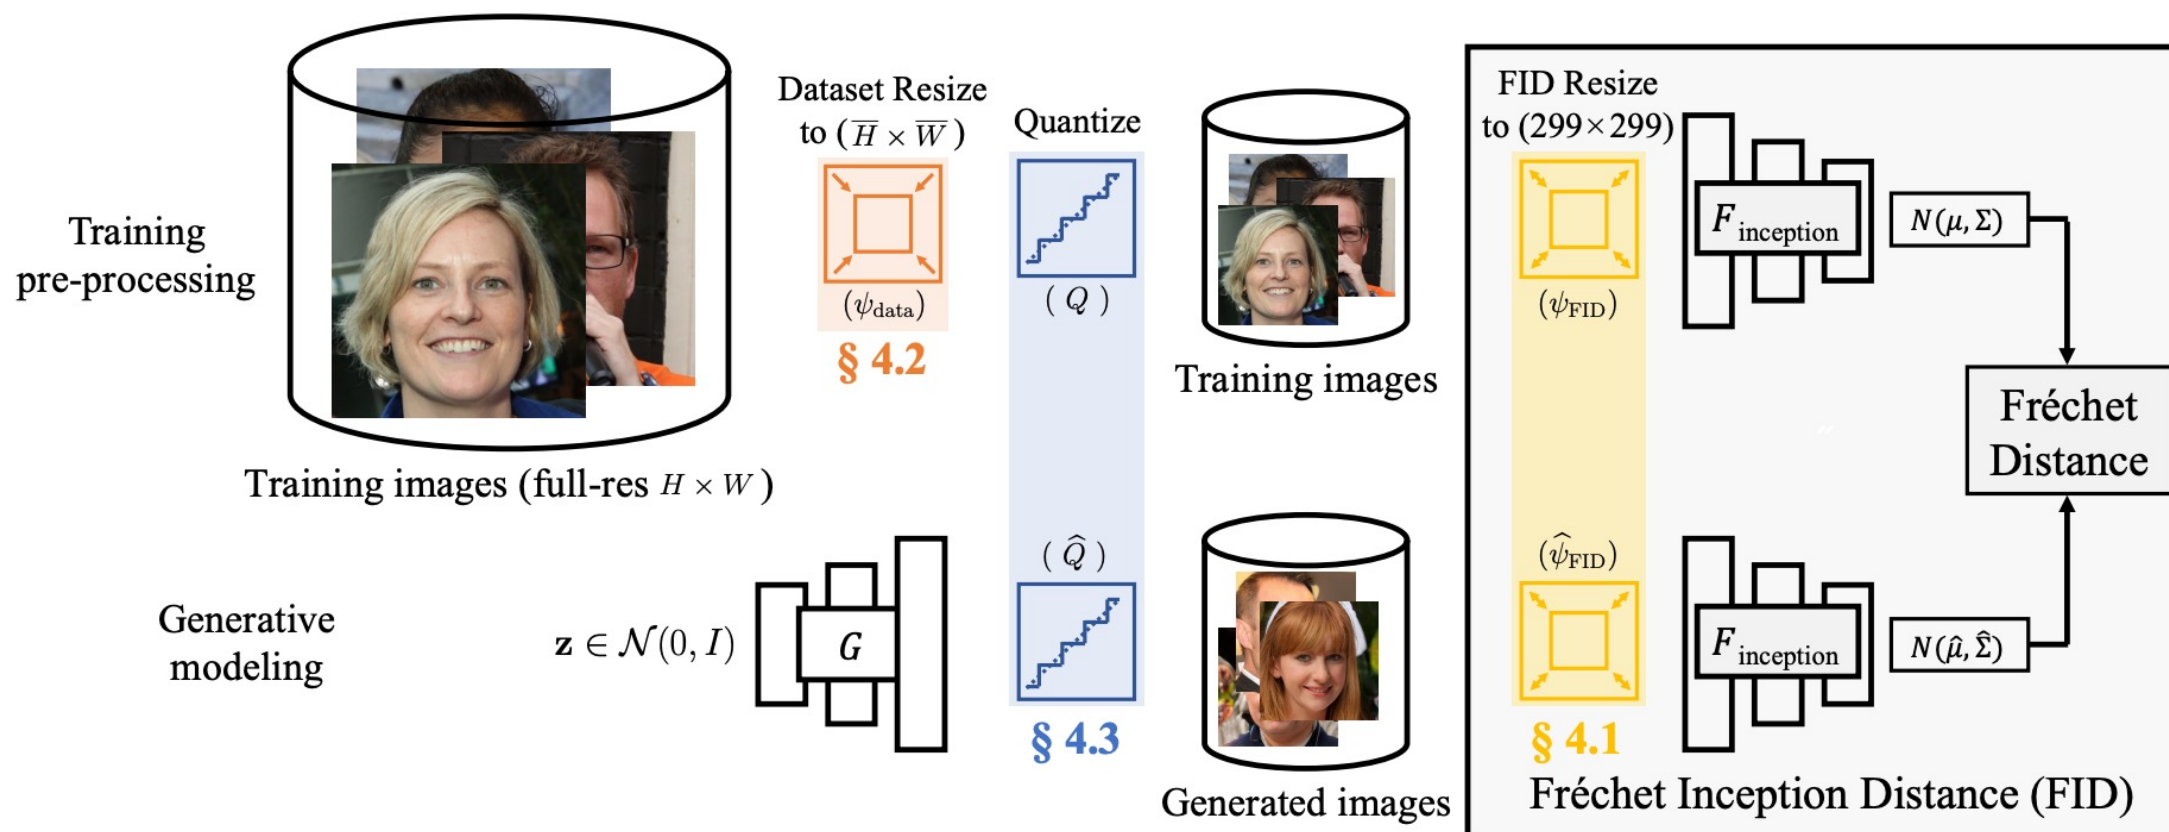 Training
pre-processing
Training images (full-res H × W )
Dataset Resize
to ( H̅ × W̅ )
(ψdata)
§ 4.2
Quantize
( Q )
Training images
FID Resize
to (299×299)
(ψFID)
F inception
N(μ, Σ)
Fréchet
Distance
Generative
modeling
z ∈ 𝒩(0, I)
G
( Q̂ )
§ 4.3
Generated images
(ψ̂FID)
§ 4.1
F inception
N(μ̂, Σ̂)
Fréchet Inception Distance (FID)